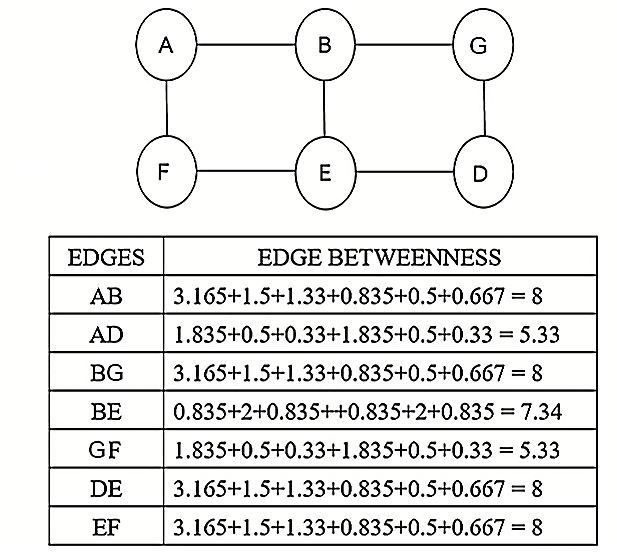 A B G
F E D
EDGES EDGE BETWEENNESS
AB 3.165+1.5+1.33+0.835+0.5+0.667 = 8
AD 1.835+0.5+0.33+1.835+0.5+0.33 = 5.33
BG 3.165+1.5+1.33+0.835+0.5+0.667 = 8
BE 0.835+2+0.835++0.835+2+0.835 = 7.34
GF 1.835+0.5+0.33+1.835+0.5+0.33 = 5.33
DE 3.165+1.5+1.33+0.835+0.5+0.667 = 8
EF 3.165+1.5+1.33+0.835+0.5+0.667 = 8